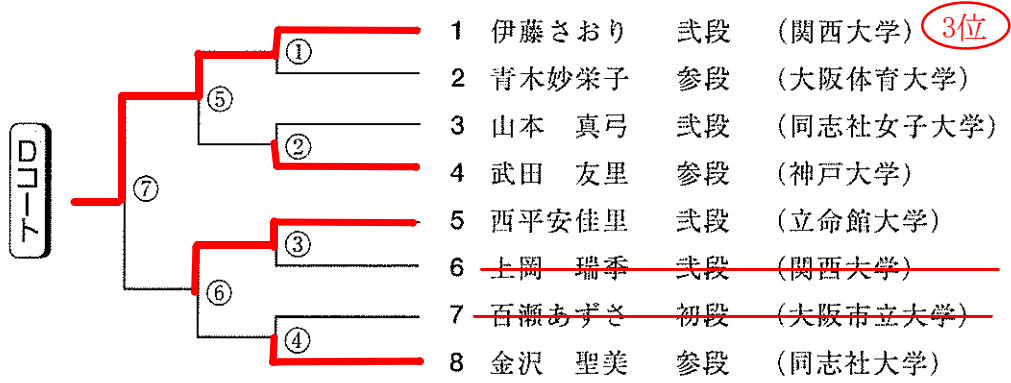 1 伊藤さおり 弐段 (関西大学) 3位
① 
2 青木妙栄子 参段 (大阪体育大学)
⑤
3 山本 真弓 弐段 (同志社女子大学)
②
4 武田 友里 参段 (神戸大学)
Dコート
⑦
5 西平安佳里 弐段 (立命館大学)
③
6 上岡 瑞季 弐段 (関西大学)
⑥
7 百瀬あずさ 初段 (大阪市立大学)
④
8 金沢 聖美 参段 (同志社大学)